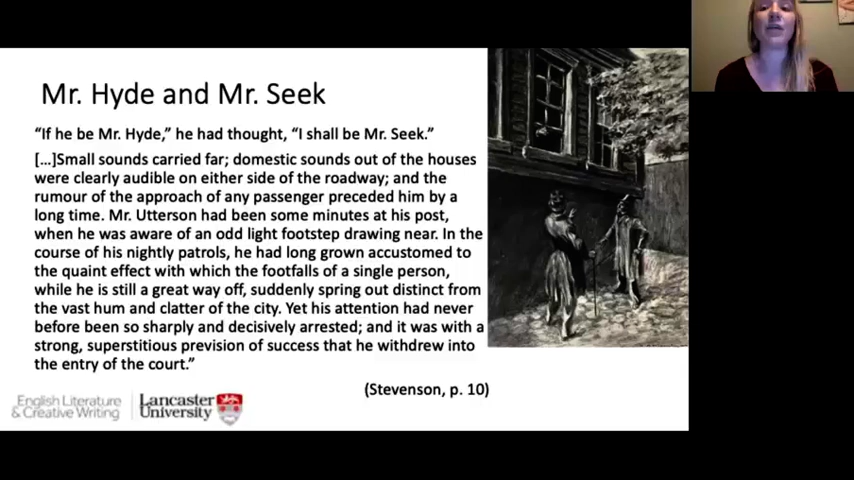 Mr. Hyde and Mr. Seek
“If he be Mr. Hyde,” he had thought, “I shall be Mr. Seek.”
[…]Small sounds carried far; domestic sounds out of the houses
were clearly audible on either side of the roadway; and the
rumour of the approach of any passenger preceded him by a
long time. Mr. Utterson had been some minutes at his post,
when he was aware of an odd light footstep drawing near. In the
course of his nightly patrols, he had long grown accustomed to
the quaint effect with which the footfalls of a single person,
while he is still a great way off, suddenly spring out distinct from
the vast hum and clatter of the city. Yet his attention had never
before been so sharply and decisively arrested; and it was with a
strong, superstitious prevision of success that he withdrew into
the entry of the court.”
(Stevenson, p. 10)
English Literature
& Creative Writing
Lancaster
University